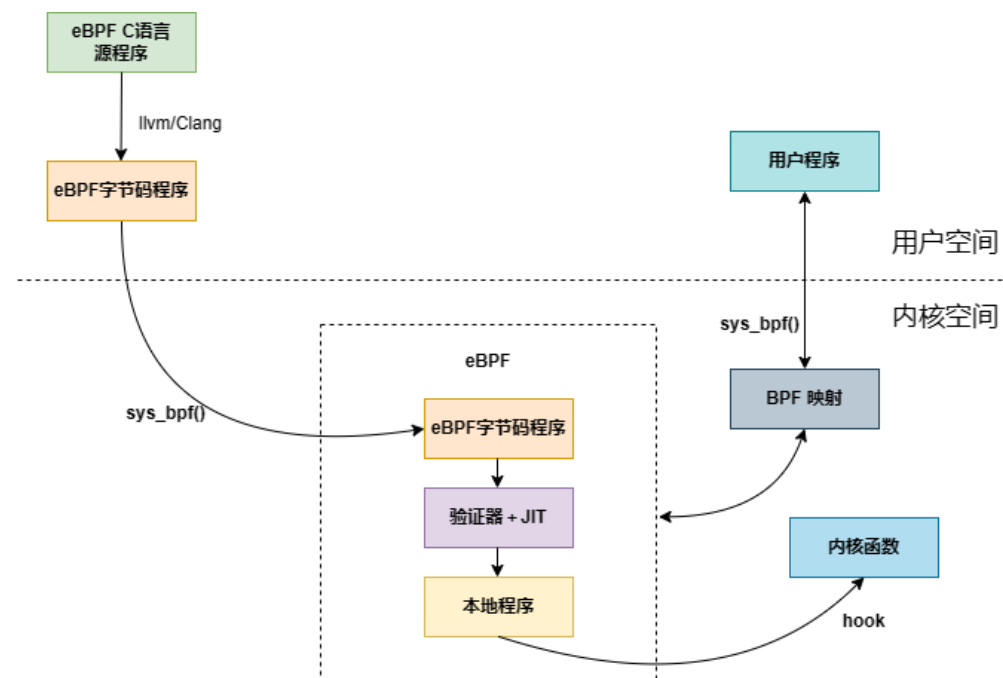 eBPF C语言
源程序
llvm/Clang
eBPF字节码程序
用户程序
用户空间
内核空间
sys_bpf()
sys_bpf()
eBPF
BPF 映射
eBPF字节码程序
验证器 + JIT
内核函数
本地程序
hook